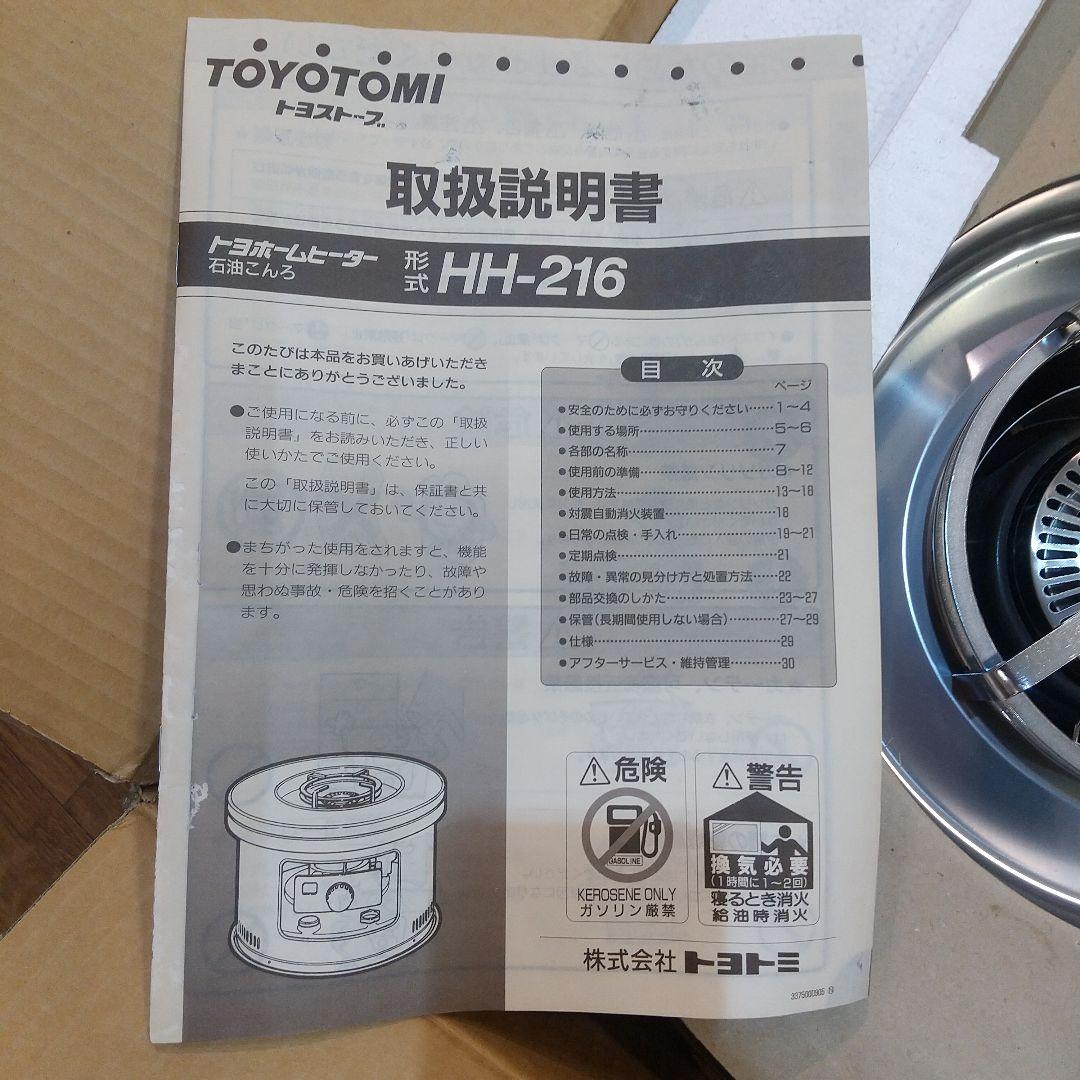 TOYOTOMI
トヨストーブ
取扱説明書
トヨホームヒーター
石油こんろ
形式 HH-216
このたびは本品をお買いあげいただき
まことにありがとうございました。
●ご使用になる前に、必ずこの「取扱
説明書」をお読みいただき、正しい
使いかたでご使用ください。
この「取扱説明書」は、保証書と共
に大切に保管しておいてください。
●まちがった使用をされますと、機能
を十分に発揮しなかったり、故障や
思わぬ事故・危険を招くことがあり
ます。
目 次
ページ
●安全のために必ずお守りください……1～4
●使用する場所……5～6
●各部の名称……7
●使用前の準備……8～12
●使用方法……13～18
●対震自動消火装置……18
●日常の点検・手入れ……19～21
●定期点検……21
●故障・異常の見分け方と処置方法……22
●部品交換のしかた……23～27
●保管(長期間使用しない場合)……27～29
●仕様……29
●アフターサービス・維持管理……30
危険
GASOLINE
KEROSENE ONLY
ガソリン厳禁
警告
換気必要
(1時間に1～2回)
寝るとき消火
給油時消火
株式会社トヨトミ